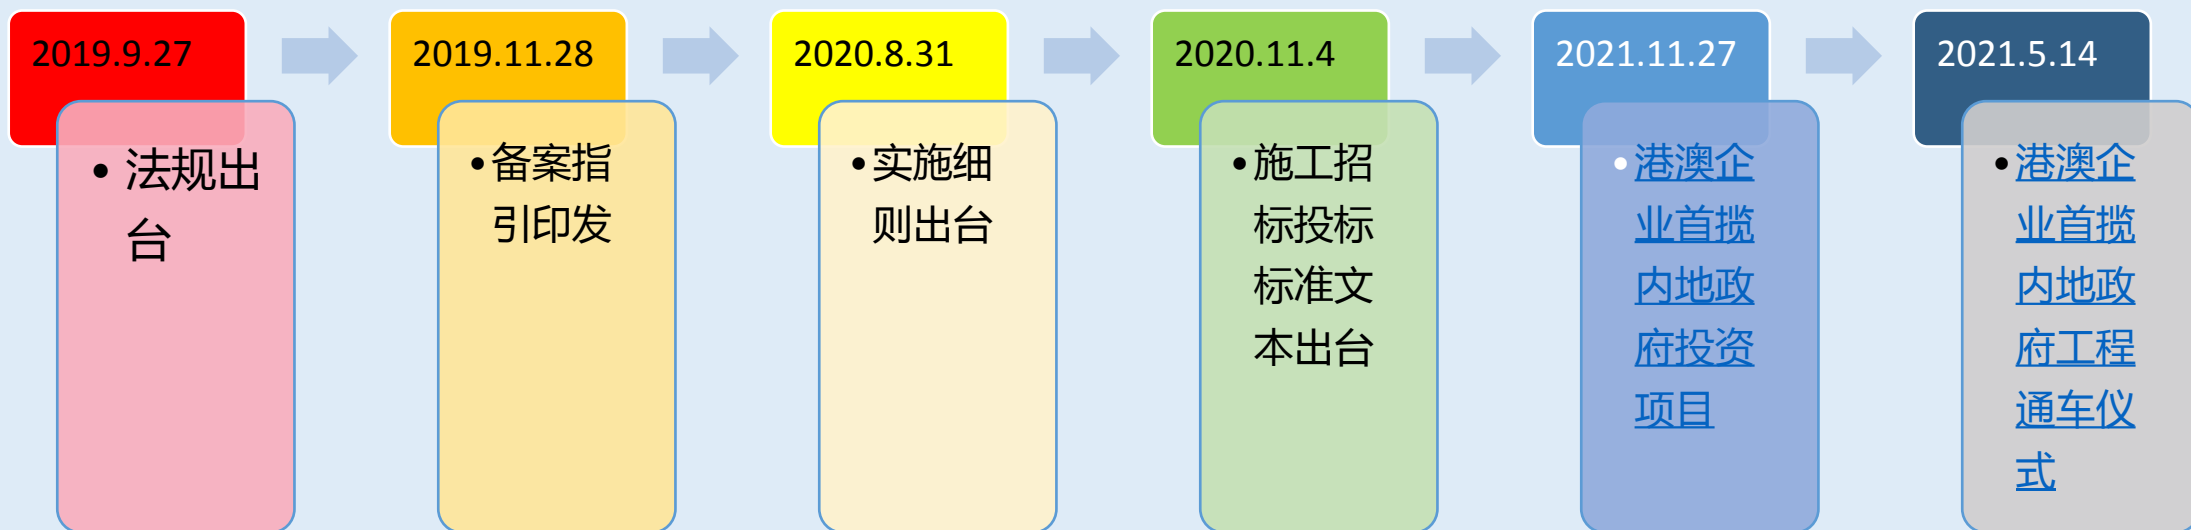 2019.9.27
• 法规出
台
2019.11.28
•备案指
引印发
2020.8.31
•实施细
则出台
2020.11.4
•施工招
标投标
标准文
本出台
2021.11.27
•港澳企
业首揽
内地政
府投资
项目
2021.5.14
•港澳企
业首揽
内地政
府工程
通车仪
式